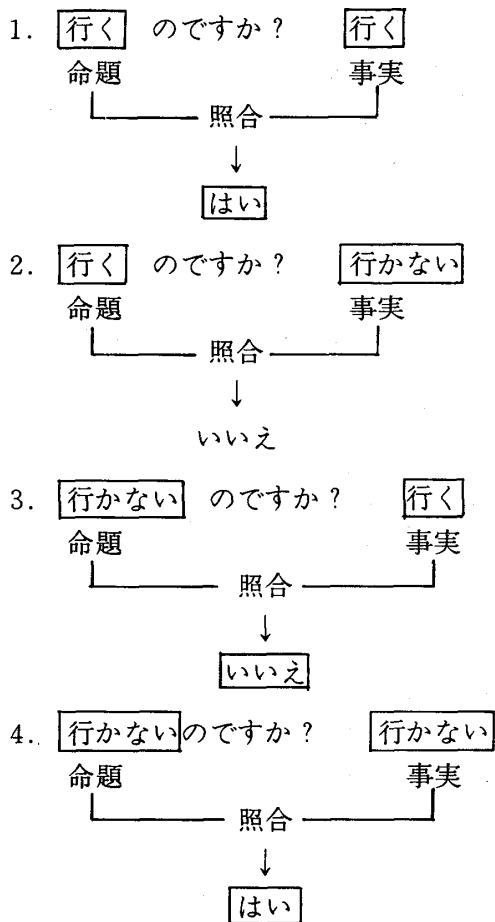 1. 行く のですか? 行く
命題 事実
照合
↓
はい
2. 行く のですか? 行かない
命題 事実
照合
↓
いいえ
3. 行かない のですか? 行く
命題 事実
照合
↓
いいえ
4. 行かないのですか? 行かない
命題 事実
照合
↓
はい